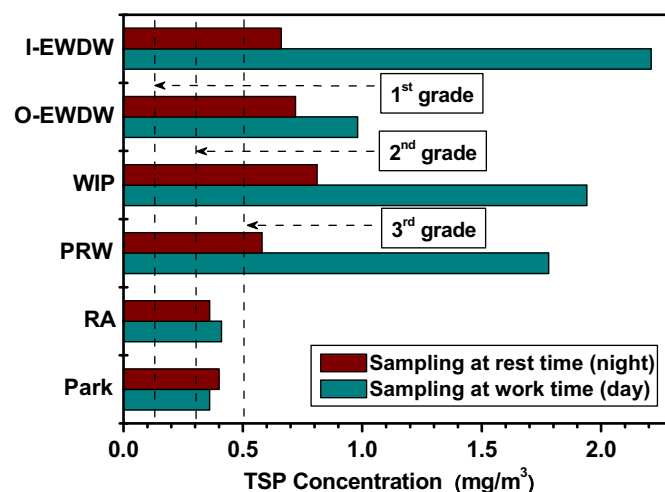 I-EWDW
1st grade
O-EWDW
2nd grade
WIP
3rd grade
PRW
RA
Sampling at rest time (night)
Sampling at work time (day)
Park
0.0 0.5 1.0 1.5 2.0
TSP Concentration (mg/m³)